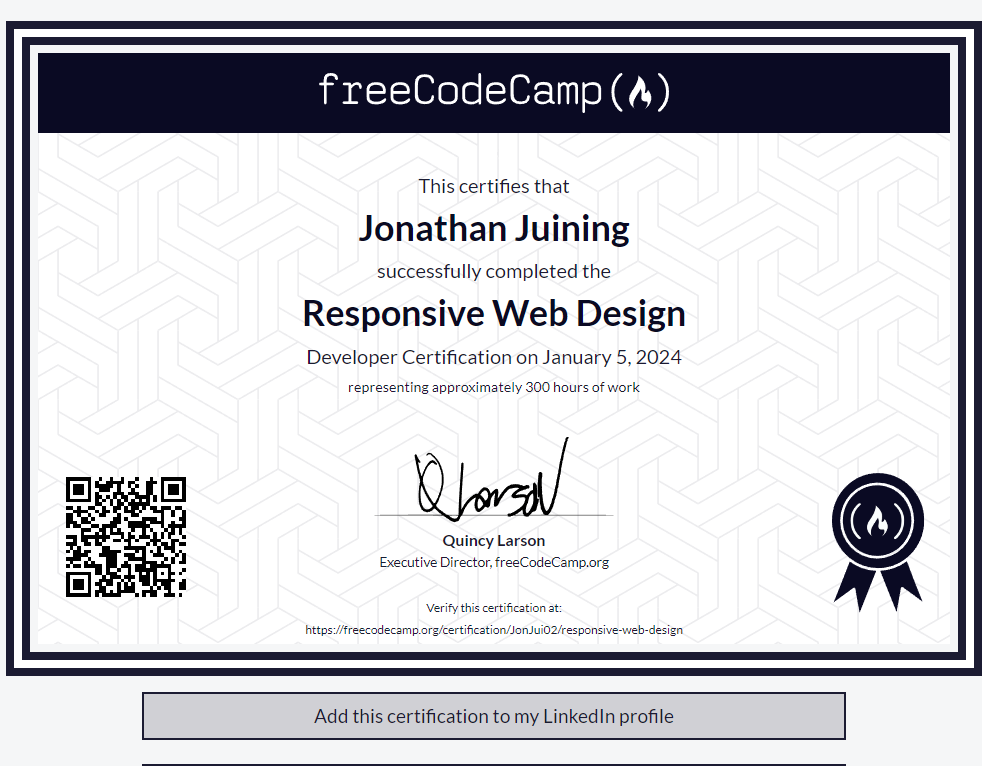 freeCodeCamp
This certifies that
Jonathan Juining
successfully completed the
Responsive Web Design
Developer Certification on January 5, 2024
representing approximately 300 hours of work
Q Larson
Quincy Larson
Executive Director, freeCodeCamp.org
Verify this certification at:
https://freecodecamp.org/certification/JonJui02/responsive-web-design
Add this certification to my LinkedIn profile